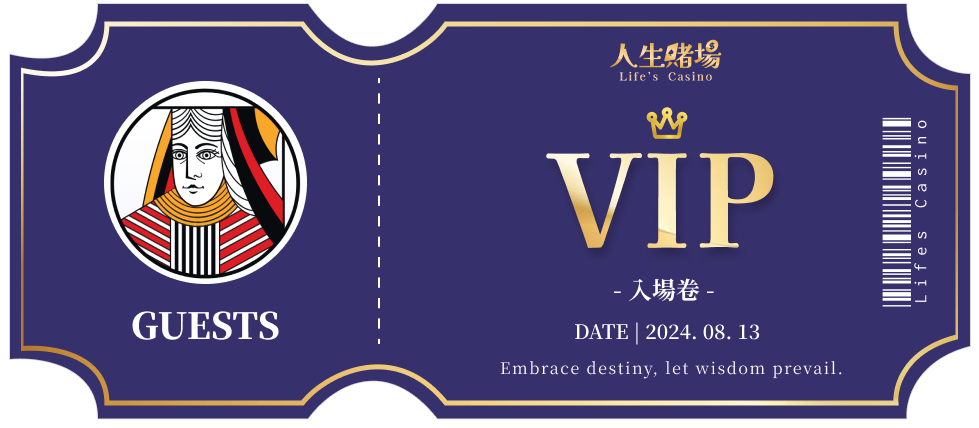 GUESTS
人生賭場
Life's Casino
VIP
- 入場卷 -
DATE | 2024. 08. 13
Embrace destiny, let wisdom prevail.
Lifes Casino